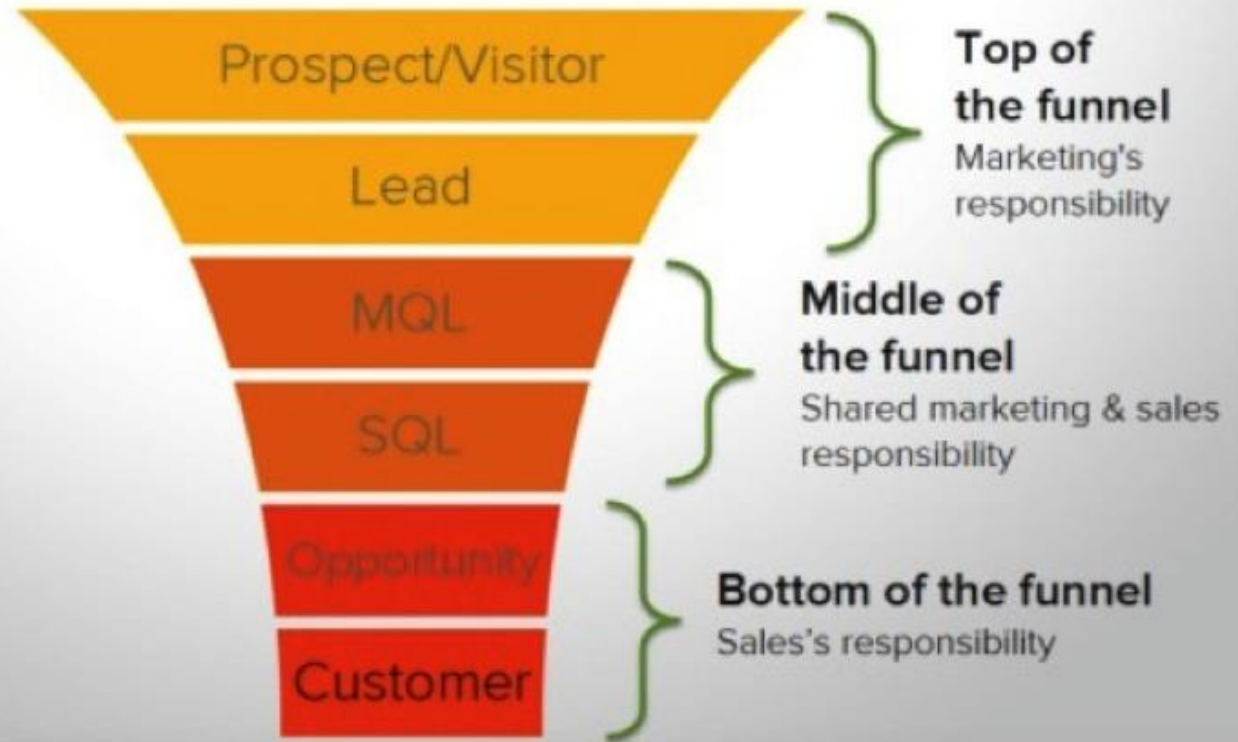 Prospect/Visitor
Lead
MQL
SQL
Opportunity
Customer
Top of
the funnel
Marketing's
responsibility
Middle of
the funnel
Shared marketing & sales
responsibility
Bottom of the funnel
Sales's responsibility